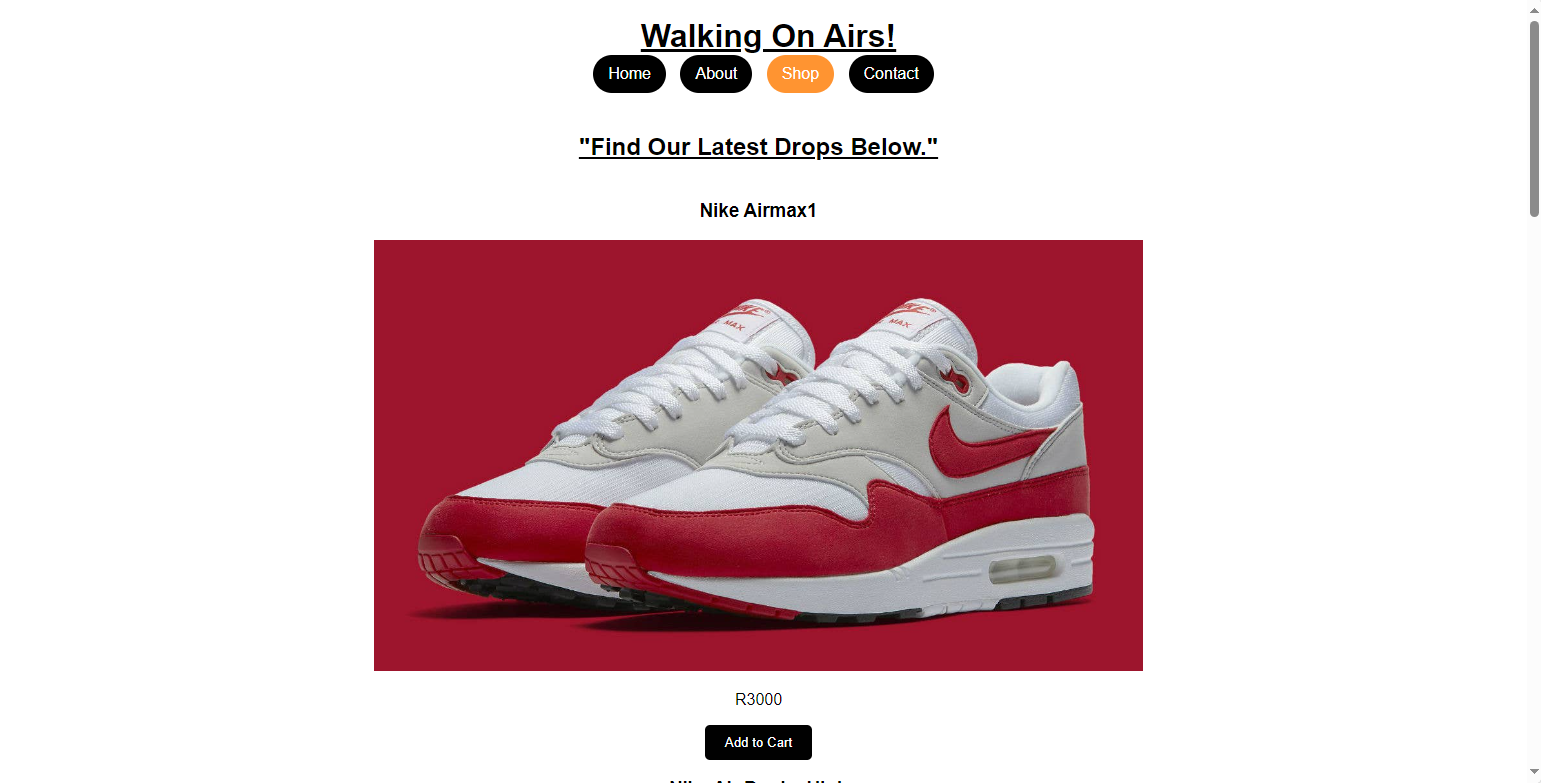 Walking On Airs!
Home About Shop Contact
"Find Our Latest Drops Below."
Nike Airmax1
MAX
MAX
R3000
Add to Cart